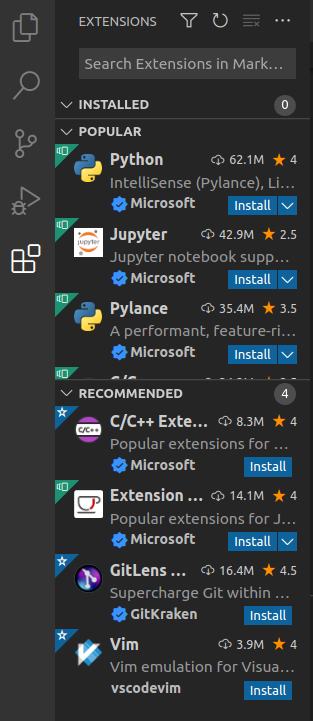 EXTENSIONS
Search Extensions in Mark...
INSTALLED 0
POPULAR
Python 62.1M 4
IntelliSense (Pylance), Li...
Microsoft Install
jupyter
Jupyter 42.9M 2.5
Jupyter notebook supp...
Microsoft Install
Pylance 35.4M 3.5
A performant, feature-ri...
Microsoft Install
RECOMMENDED 4
C/C++
C/C++ Exte... 8.3M 4
Popular extensions for ...
Microsoft Install
Extension ... 14.1M 4
Popular extensions for J...
Microsoft Install
GitLens ... 16.4M 4.5
Supercharge Git within ...
GitKraken Install
Vim 3.9M 4
Vim emulation for Visua...
vscodevim Install